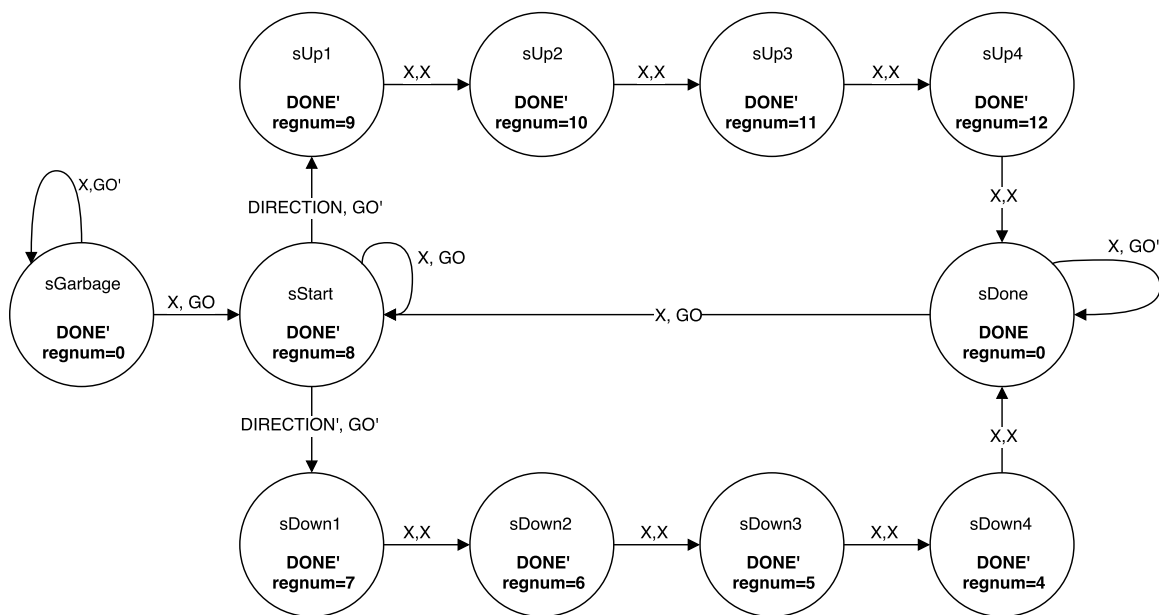 sUp1
DONE'
regnum=9
X,X
sUp2
DONE'
regnum=10
X,X
sUp3
DONE'
regnum=11
X,X
sUp4
DONE'
regnum=12
X,GO'
DIRECTION, GO'
X,X
sGarbage
DONE'
regnum=0
X, GO
sStart
DONE'
regnum=8
X, GO
X, GO
sDone
DONE
regnum=0
X, GO'
DIRECTION', GO'
X,X
sDown1
DONE'
regnum=7
X,X
sDown2
DONE'
regnum=6
X,X
sDown3
DONE'
regnum=5
X,X
sDown4
DONE'
regnum=4